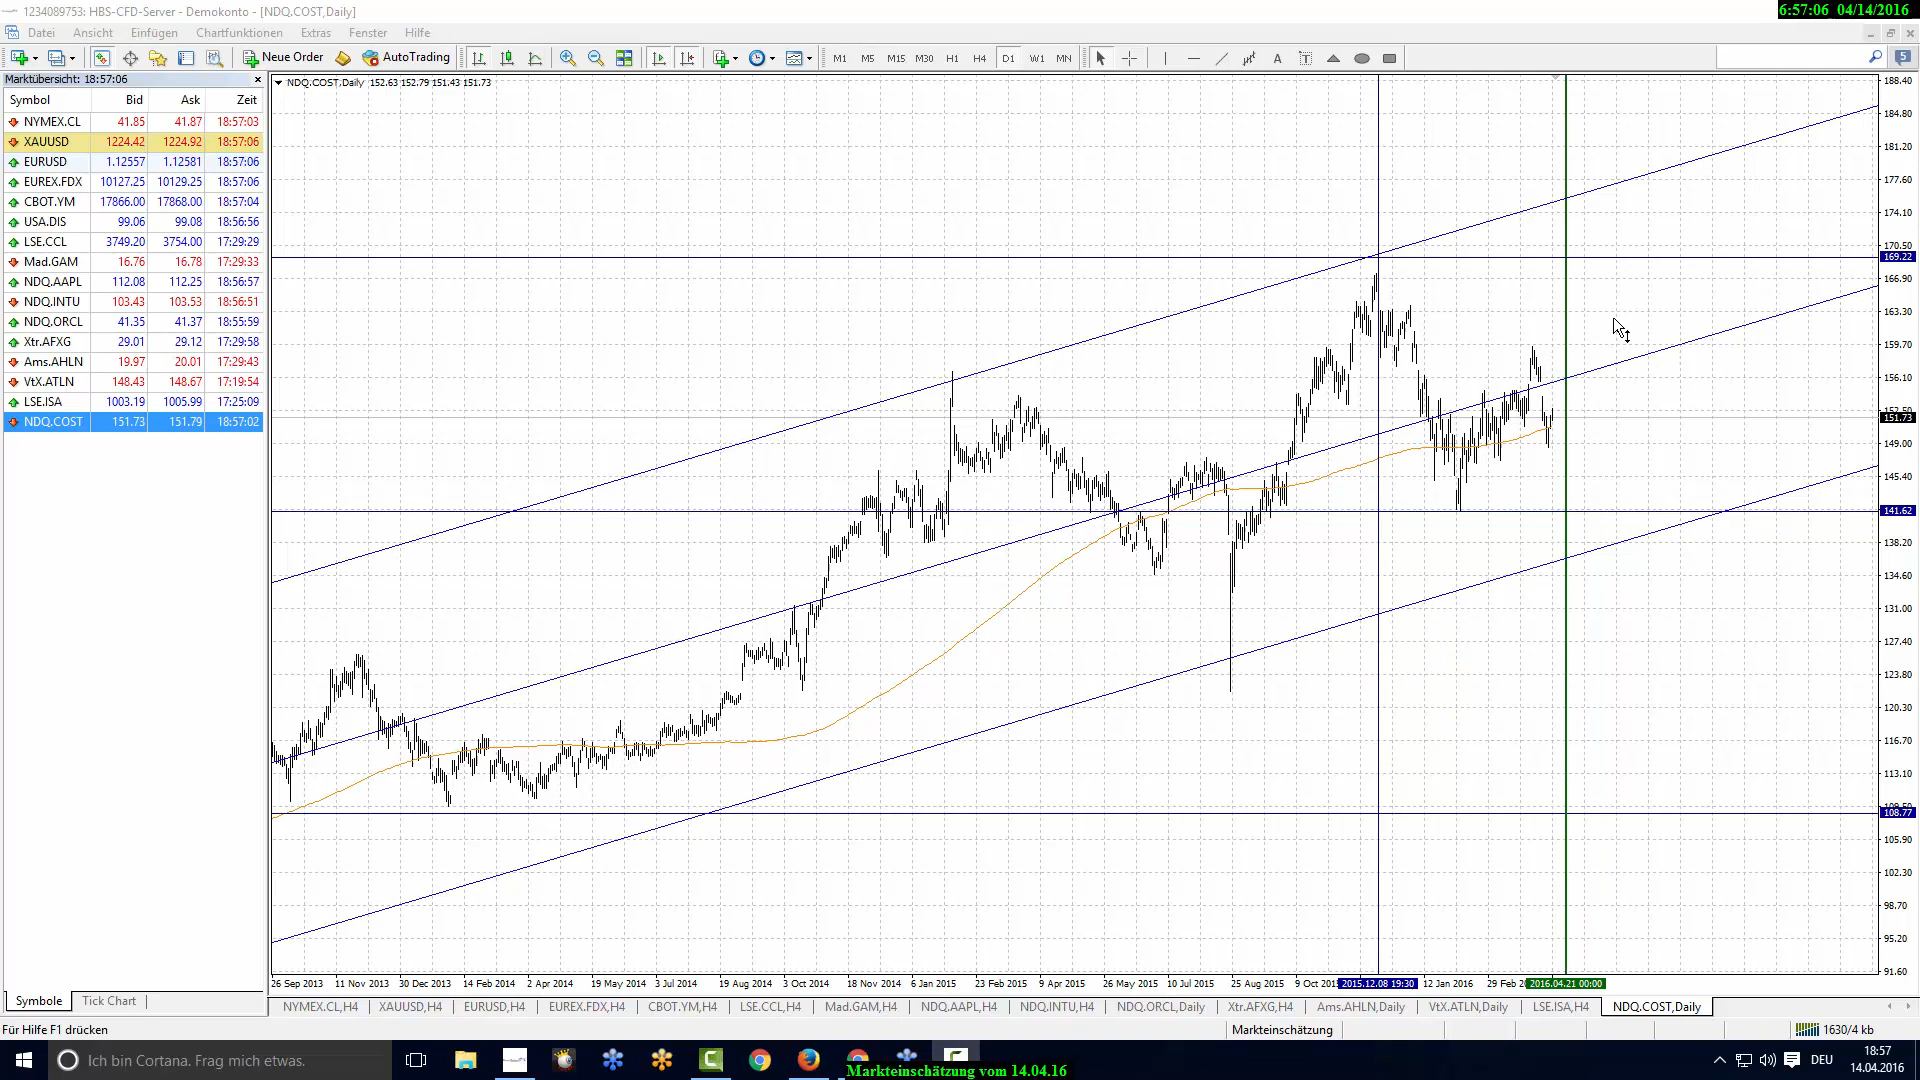 1234089753: HBS-CFD-Server - Demokonto - [NDQ.COST,Daily]
6:57:06 04/14/2016
Datei Ansicht Einfügen Chartfunktionen Extras Fenster Hilfe
Neue Order AutoTrading M1 M5 M15 M30 H1 H4 D1 W1 MN A T 5
Marktübersicht: 18:57:06
Symbol Bid Ask Zeit
NYMEX.CL 41.85 41.87 18:57:03
XAUUSD 1224.42 1224.92 18:57:06
EURUSD 1.12557 1.12581 18:57:06
EUREX.FDX 10127.25 10129.25 18:57:06
CBOT.YM 17866.00 17868.00 18:57:04
USA.DIS 99.06 99.08 18:56:56
LSE.CCL 3749.20 3754.00 17:29:29
Mad.GAM 16.76 16.78 17:29:33
NDQ.AAPL 112.08 112.25 18:56:57
NDQ.INTU 103.43 103.53 18:56:51
NDQ.ORCL 41.35 41.37 18:55:59
Xtr.AFXG 29.01 29.12 17:29:58
Ams.AHLN 19.97 20.01 17:29:43
VtX.ATLN 148.43 148.67 17:19:54
LSE.ISA 1003.19 1005.99 17:25:09
NDQ.COST 151.73 151.79 18:57:02
Symbole Tick Chart
NDQ.COST,Daily 152.63 152.79 151.43 151.73
188.40
184.80
181.20
177.60
174.10
170.50
169.22
166.90
163.30
159.70
156.10
152.50
151.73
149.00
145.40
141.62
138.20
134.60
131.00
127.40
123.80
120.30
116.70
113.10
109.50
108.77
105.90
102.30
98.70
95.20
91.60
26 Sep 2013 11 Nov 2013 30 Dec 2013 14 Feb 2014 2 Apr 2014 19 May 2014 3 Jul 2014 19 Aug 2014 3 Oct 2014 18 Nov 2014 6 Jan 2015 23 Feb 2015 9 Apr 2015 26 May 2015 10 Jul 2015 25 Aug 2015 9 Oct 2015 2015.12.08 19:30 12 Jan 2016 29 Feb 2016.04.21 00:00
NYMEX.CL,H4 XAUUSD,H4 EURUSD,H4 EUREX.FDX,H4 CBOT.YM,H4 LSE.CCL,H4 Mad.GAM,H4 NDQ.AAPL,H4 NDQ.INTU,H4 NDQ.ORCL,Daily Xtr.AFXG,H4 Ams.AHLN,Daily VtX.ATLN,Daily LSE.ISA,H4 NDQ.COST,Daily
Für Hilfe F1 drücken
Markteinschätzung
1630/4 kb
Ich bin Cortana. Frag mich etwas.
Markteinschätzung vom 14.04.16
DEU
18:57
14.04.2016